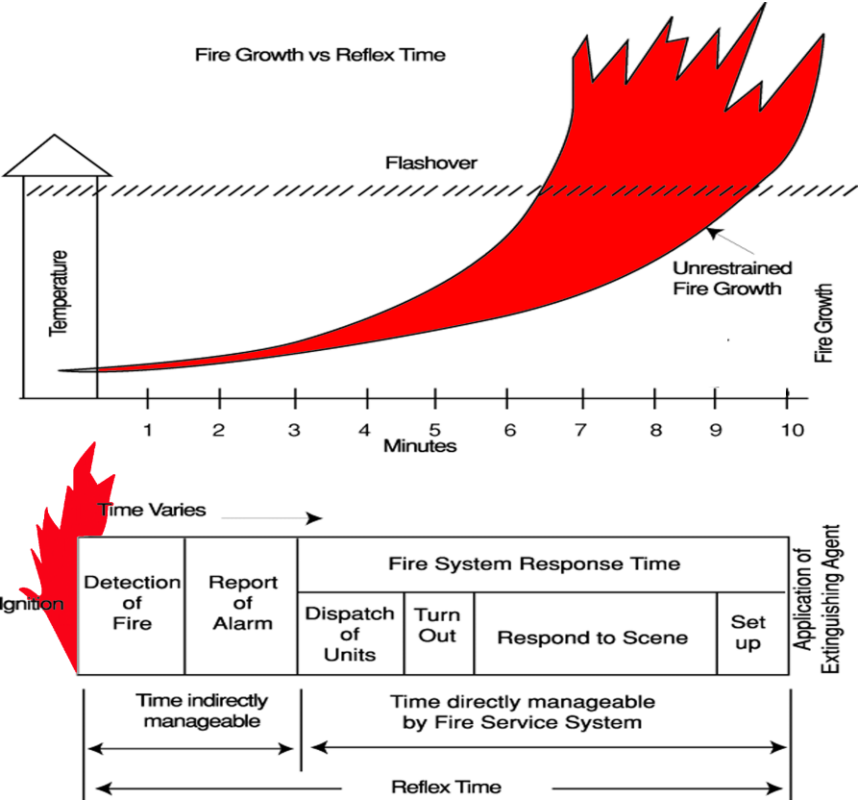 Fire Growth vs Reflex Time
Flashover
Temperature
Unrestrained
Fire Growth
Fire Growth
1 2 3 4 5 6 7 8 9 10
Minutes
Time Varies
Ignition
Detection
of
Fire
Report
of
Alarm
Fire System Response Time
Dispatch
of
Units
Turn
Out
Respond to Scene
Set
up
Application of
Extinguishing Agent
Time indirectly
manageable
Time directly manageable
by Fire Service System
Reflex Time